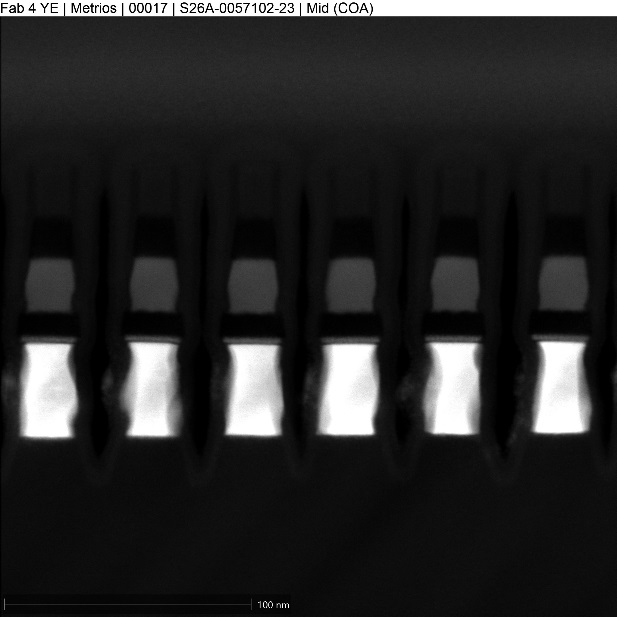 Fab 4 YE | Metrios | 00017 | S26A-0057102-23 | Mid (COA)
100 nm